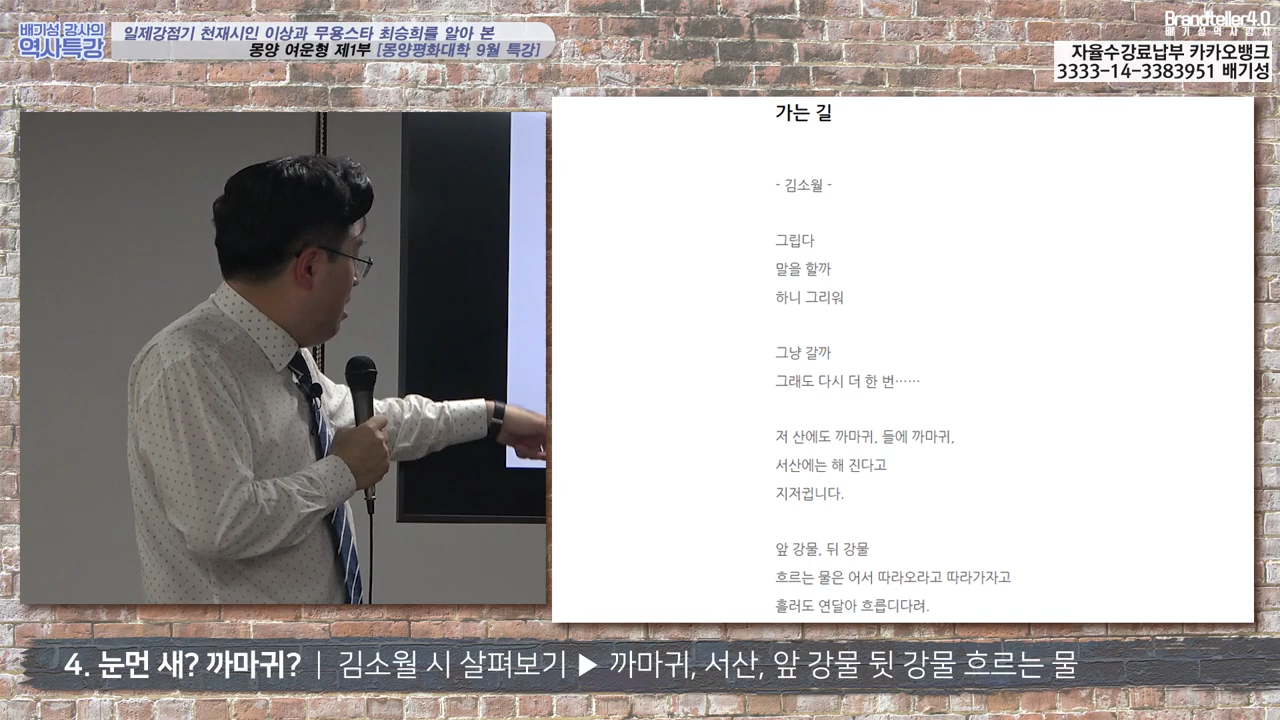 배기성 강사의
역사특강
일제강점기 천재시인 이상과 무용스타 최승희를 알아 본
몽양 여운형 제1부 [몽양평화대학 9월 특강]
Brandteller4.0
배기성역사감사
자율수강료납부 카카오뱅크
3333-14-3383951 배기성
가는 길
- 김소월 -
그립다
말을 할까
하니 그리워
그냥 갈까
그래도 다시 더 한 번……
저 산에도 까마귀, 들에 까마귀,
서산에는 해 진다고
지저귑니다.
앞 강물, 뒤 강물
흐르는 물은 어서 따라오라고 따라가자고
흘러도 연달아 흐릅디다려.
4. 눈먼 새? 까마귀? | 김소월 시 살펴보기 ▶ 까마귀, 서산, 앞 강물 뒷 강물 흐르는 물